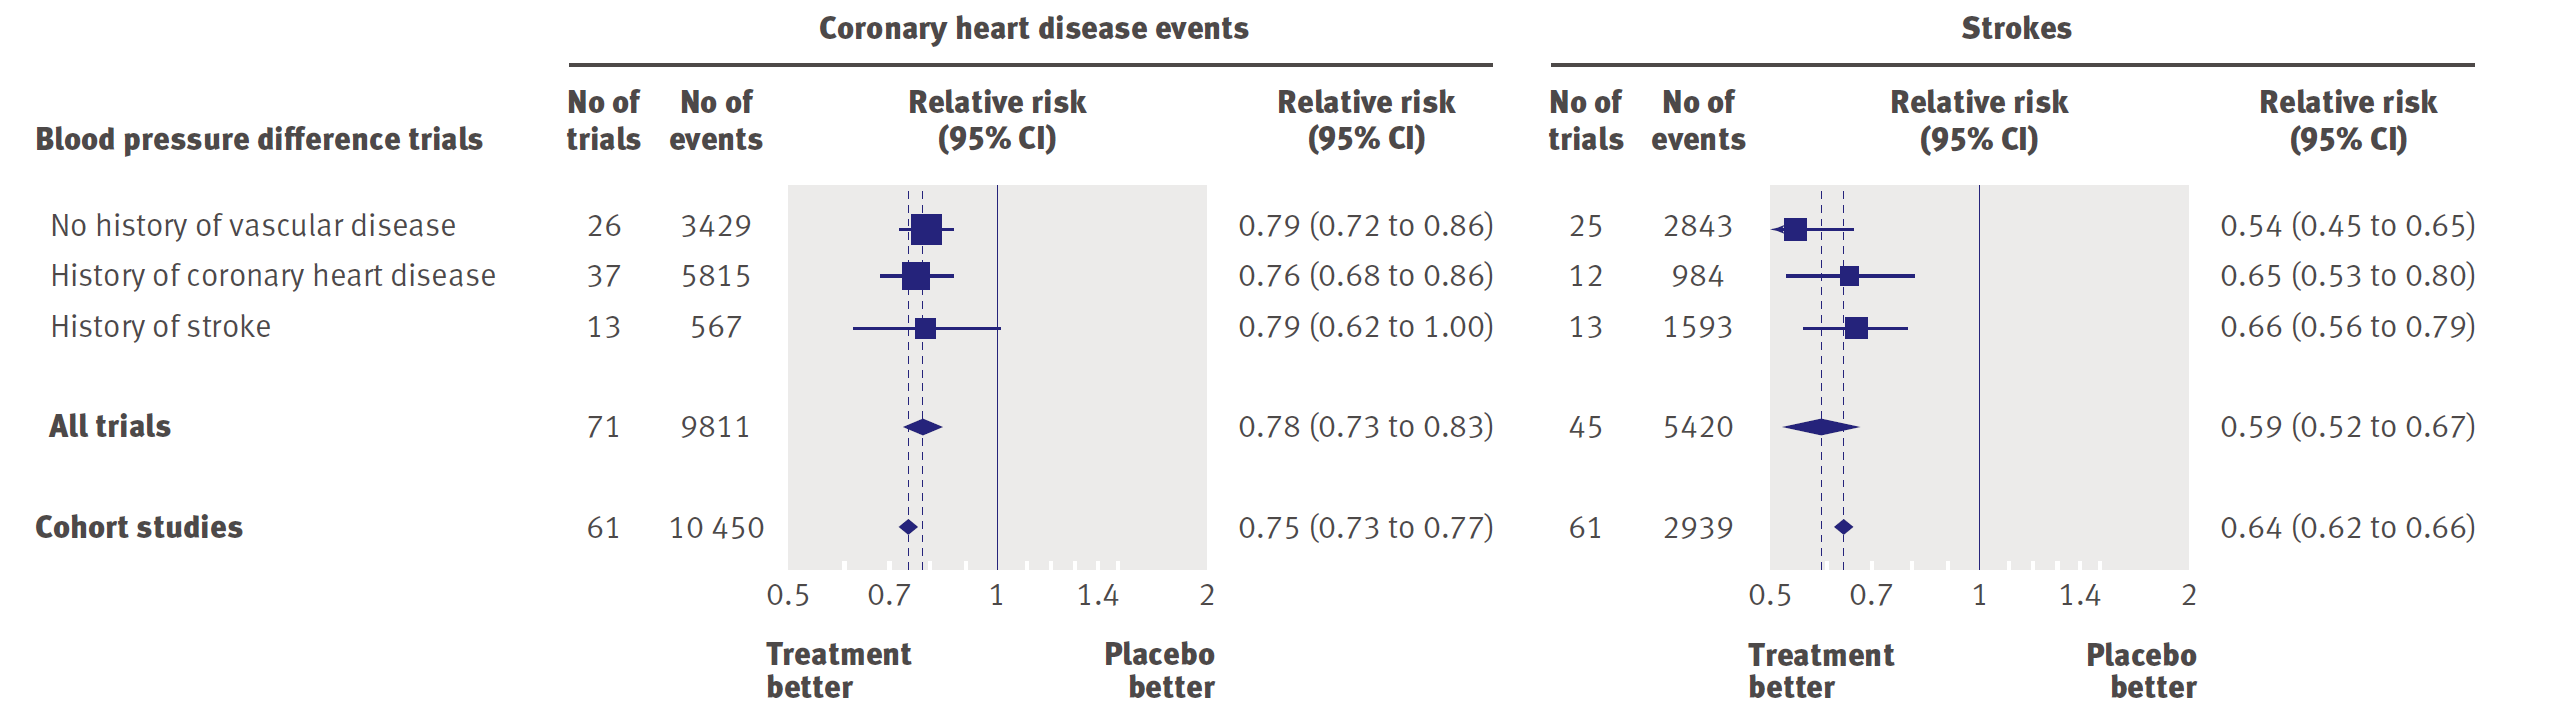 Coronary heart disease events Strokes
No of No of Relative risk Relative risk No of No of Relative risk Relative risk
Blood pressure difference trials trials events (95% CI) (95% CI) trials events (95% CI) (95% CI)
No history of vascular disease 26 3429 0.79 (0.72 to 0.86) 25 2843 0.54 (0.45 to 0.65)
History of coronary heart disease 37 5815 0.76 (0.68 to 0.86) 12 984 0.65 (0.53 to 0.80)
History of stroke 13 567 0.79 (0.62 to 1.00) 13 1593 0.66 (0.56 to 0.79)
All trials 71 9811 0.78 (0.73 to 0.83) 45 5420 0.59 (0.52 to 0.67)
Cohort studies 61 10 450 0.75 (0.73 to 0.77) 61 2939 0.64 (0.62 to 0.66)
0.5 0.7 1 1.4 2 0.5 0.7 1 1.4 2
Treatment Placebo Treatment Placebo
better better better better